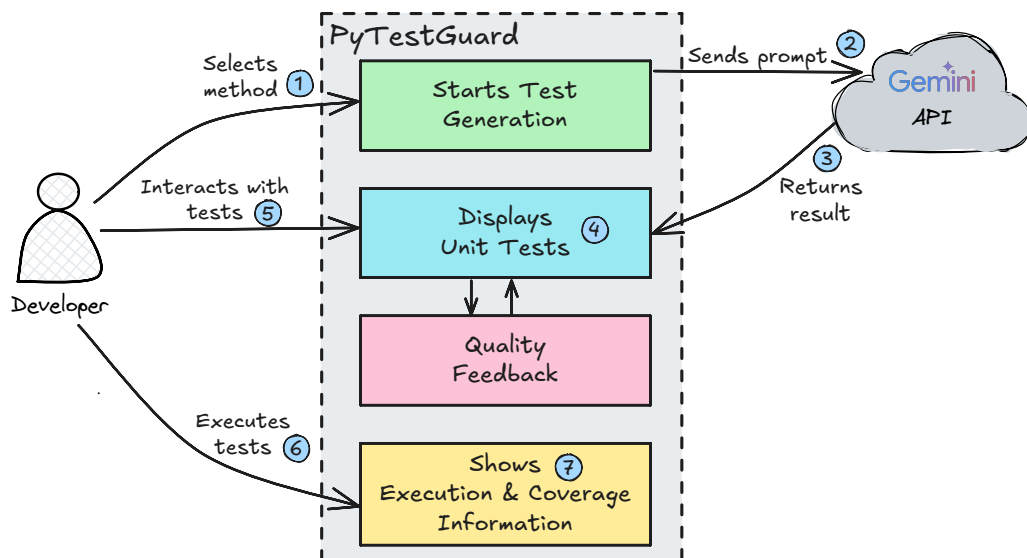 PyTestGuard
Selects
method 1
Starts Test
Generation
Sends prompt 2
Gemini
API
3
Returns
result
Interacts with
tests 5
Displays
Unit Tests 4
Developer
Quality
Feedback
Executes
tests 6
Shows 7
Execution & Coverage
Information